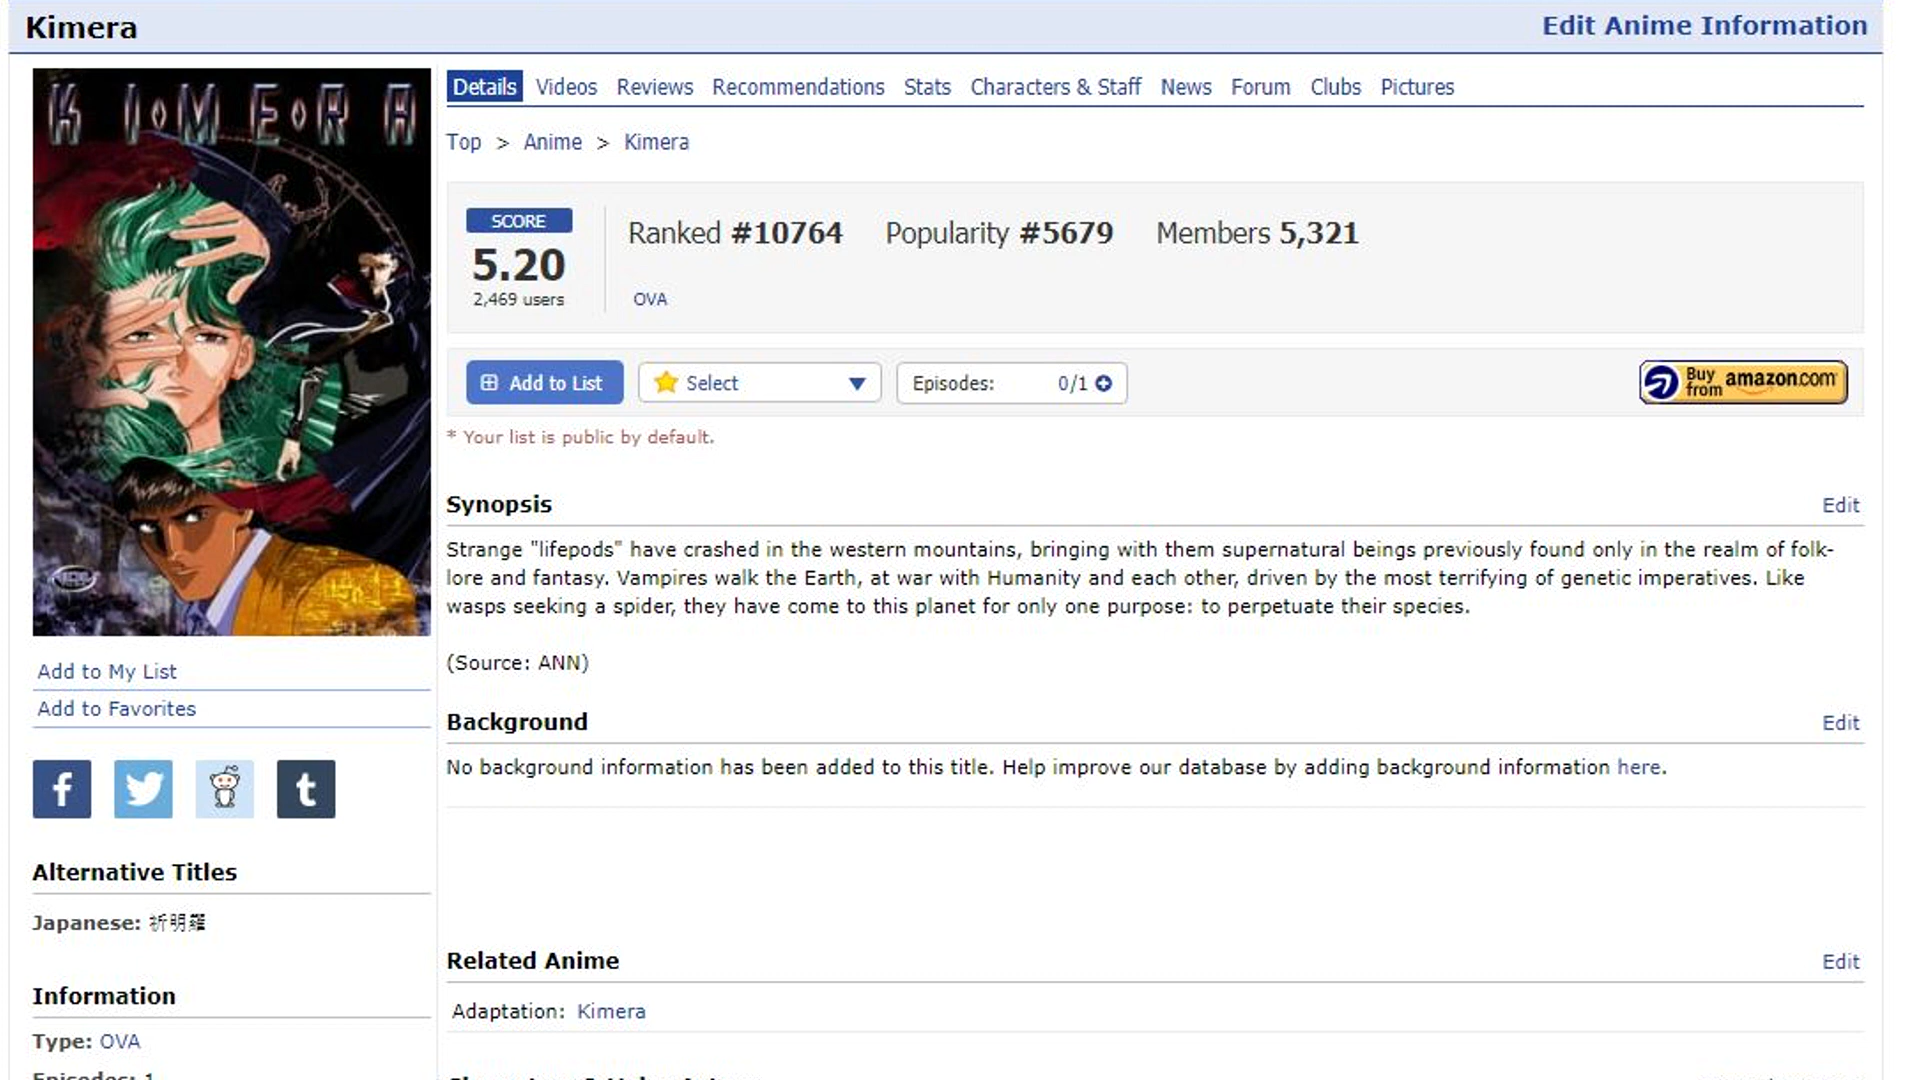 Kimera
Edit Anime Information
KIMERA
Details Videos Reviews Recommendations Stats Characters & Staff News Forum Clubs Pictures
Top > Anime > Kimera
SCORE
5.20
2,469 users
Ranked #10764 Popularity #5679 Members 5,321
OVA
Add to List
Select
Episodes: 0/1
Buy from amazon.com
* Your list is public by default.
Synopsis
Edit
Strange "lifepods" have crashed in the western mountains, bringing with them supernatural beings previously found only in the realm of folk-
lore and fantasy. Vampires walk the Earth, at war with Humanity and each other, driven by the most terrifying of genetic imperatives. Like
wasps seeking a spider, they have come to this planet for only one purpose: to perpetuate their species.
(Source: ANN)
Background
Edit
No background information has been added to this title. Help improve our database by adding background information here.
Related Anime
Edit
Adaptation: Kimera
Add to My List
Add to Favorites
Alternative Titles
Japanese: 祈明羅
Information
Type: OVA
Episodes: 1